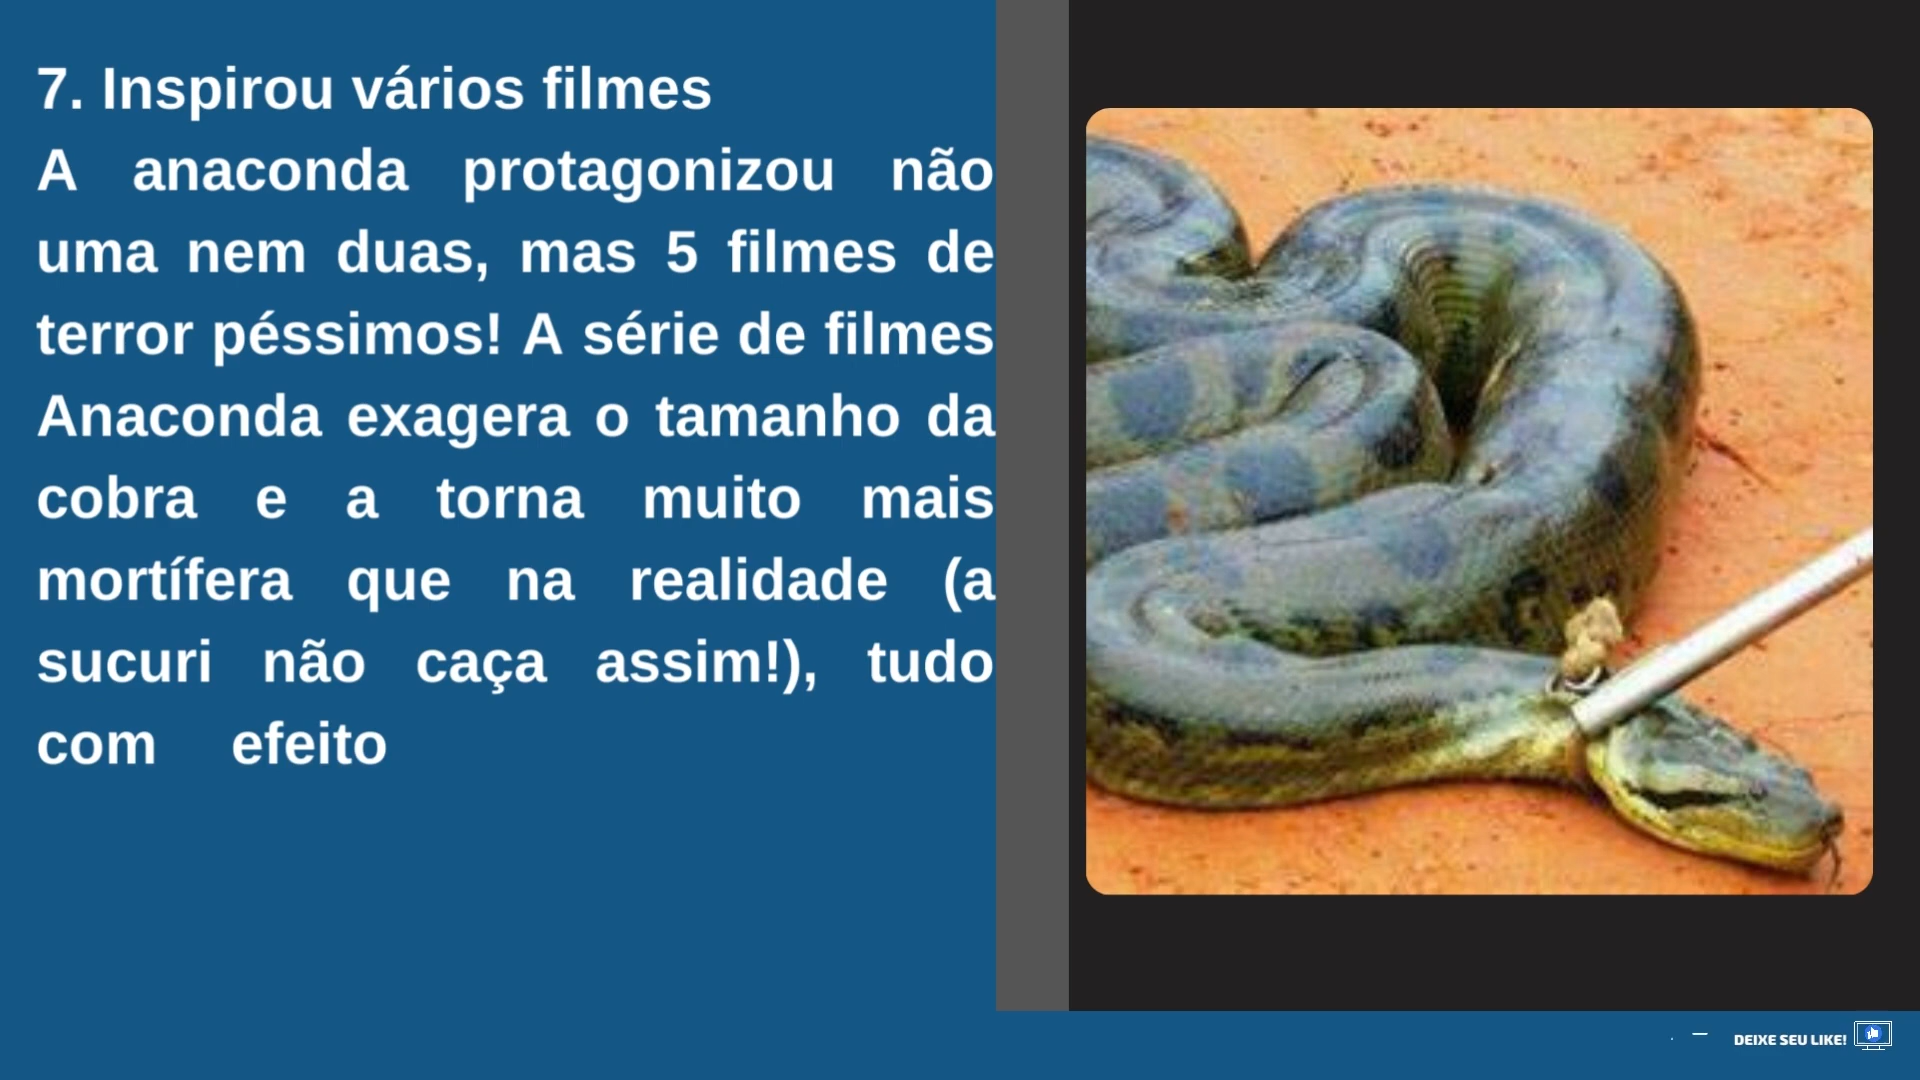 7. Inspirou vários filmes
A anaconda protagonizou não
uma nem duas, mas 5 filmes de
terror péssimos! A série de filmes
Anaconda exagera o tamanho da
cobra e a torna muito mais
mortífera que na realidade (a
sucuri não caça assim!), tudo
com efeito
DEIXE SEU LIKE!